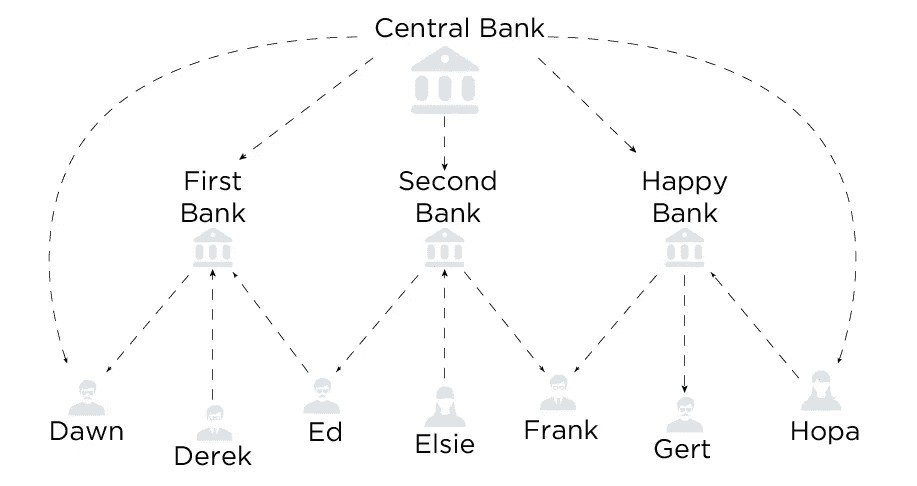 Central Bank
First
Bank
Second
Bank
Happy
Bank
Dawn
Derek
Ed
Elsie
Frank
Gert
Hopa